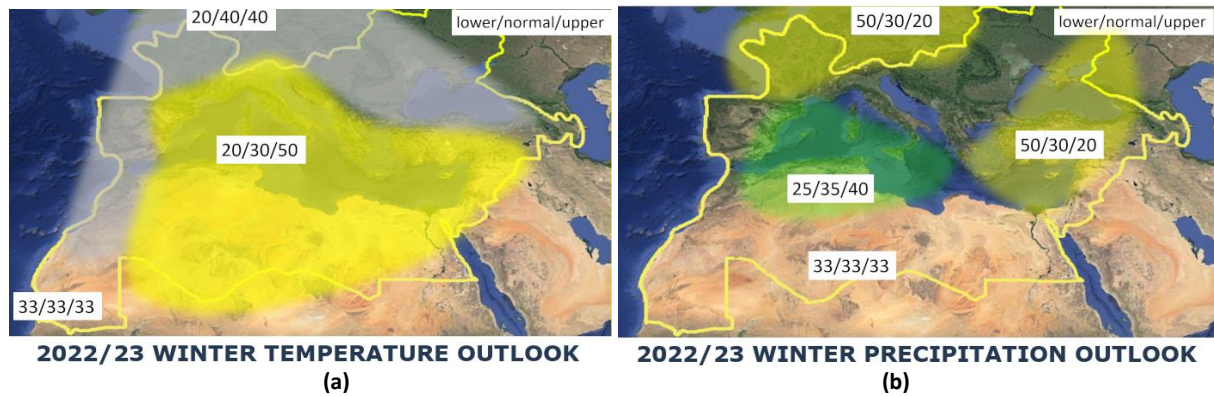 20/40/40
lower/normal/upper
20/30/50
33/33/33
2022/23 WINTER TEMPERATURE OUTLOOK
(a)
50/30/20
lower/normal/upper
50/30/20
25/35/40
33/33/33
2022/23 WINTER PRECIPITATION OUTLOOK
(b)